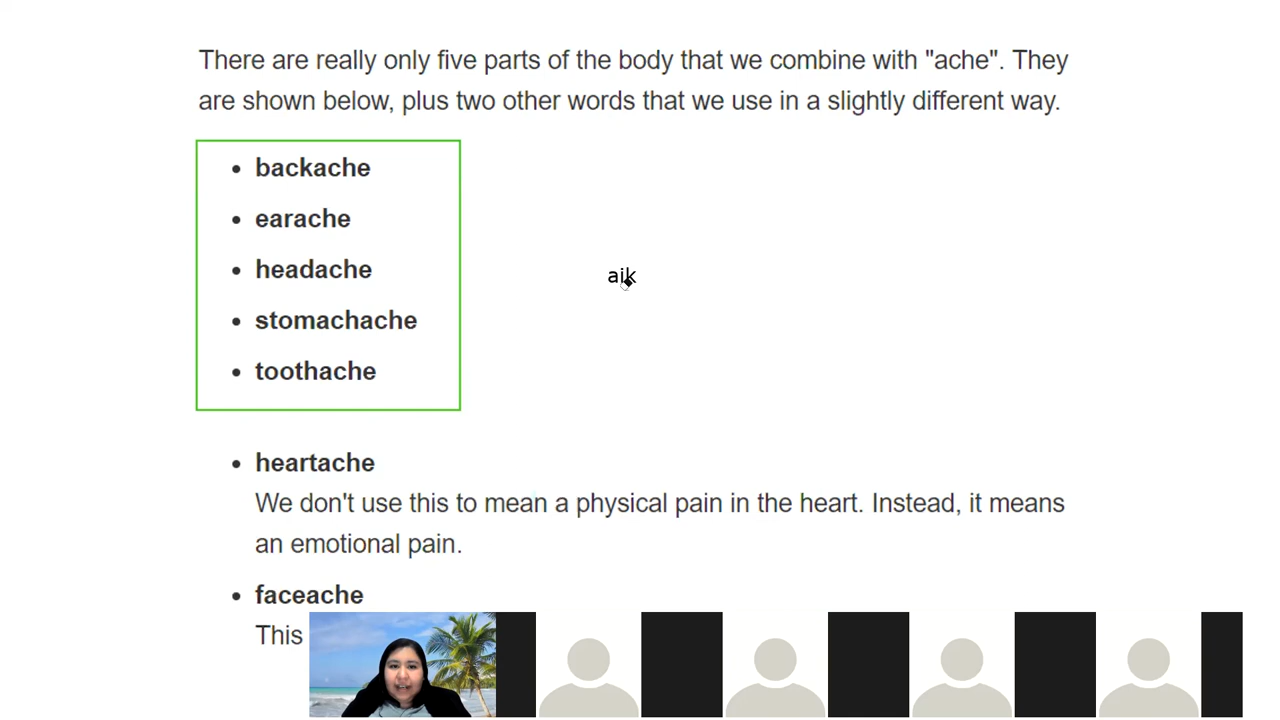 There are really only five parts of the body that we combine with "ache". They
are shown below, plus two other words that we use in a slightly different way.
• backache
• earache
aik
• headache
• stomachache
• toothache
• heartache
We don't use this to mean a physical pain in the heart. Instead, it means
an emotional pain.
• faceache
This